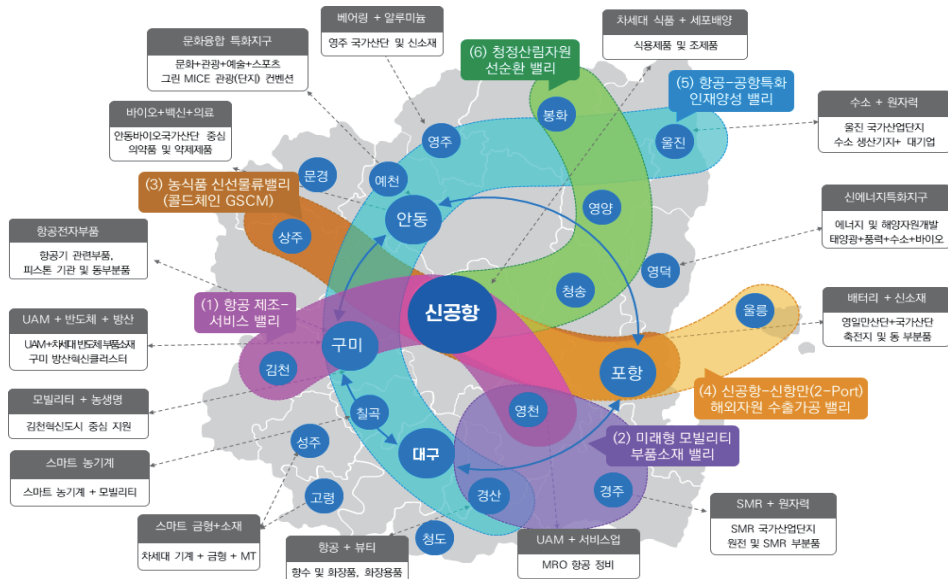 베어링 + 알루미늄
영주 국가산단 및 신소재
차세대 식품 + 세포배양
식용제품 및 조제품
문화융합 특화지구
문화+관광+예술+스포츠
그린 MICE 관광(단지) 컨벤션
(6) 청정산림자원
선순환 밸리
(5) 항공-공항특화
인재양성 밸리
바이오+백신+의료
안동바이오국가산단 중심
의약품 및 약제제품
수소 + 원자력
울진 국가산업단지
수소 생산기자+ 대기업
봉화
영주
울진
문경
예천
(3) 농식품 신선물류밸리
(콜드체인 GSCM)
안동
영양
신에너지특화지구
에너지 및 해양자원개발
태양광+풍력+수소+바이오
상주
항공전자부품
항공기 관련부품,
피스톤 기관 및 동부분품
영덕
청송
(1) 항공 제조-
서비스 밸리
신공항
배터리 + 신소재
영일만산단+국가산단
축전지 및 동 부분품
울릉
UAM + 반도체 + 방산
UAM+차세대 반도체 부품소재
구미 방산혁신클러스터
구미
김천
포항
(4) 신공항-신항만(2-Port)
해외자원 수출가공 밸리
모빌리티 + 농생명
김천혁신도시 중심 지원
칠곡
영천
성주
대구
(2) 미래형 모빌리티
부품소재 밸리
스마트 농기계
스마트 농기계 + 모빌리티
고령
경산
경주
SMR + 원자력
SMR 국가산업단지
원전 및 SMR 부분품
스마트 금형+소재
차세대 기계 + 금형 + MT
청도
항공 + 뷰티
향수 및 화장품, 화장용품
UAM + 서비스업
MRO 항공 정비